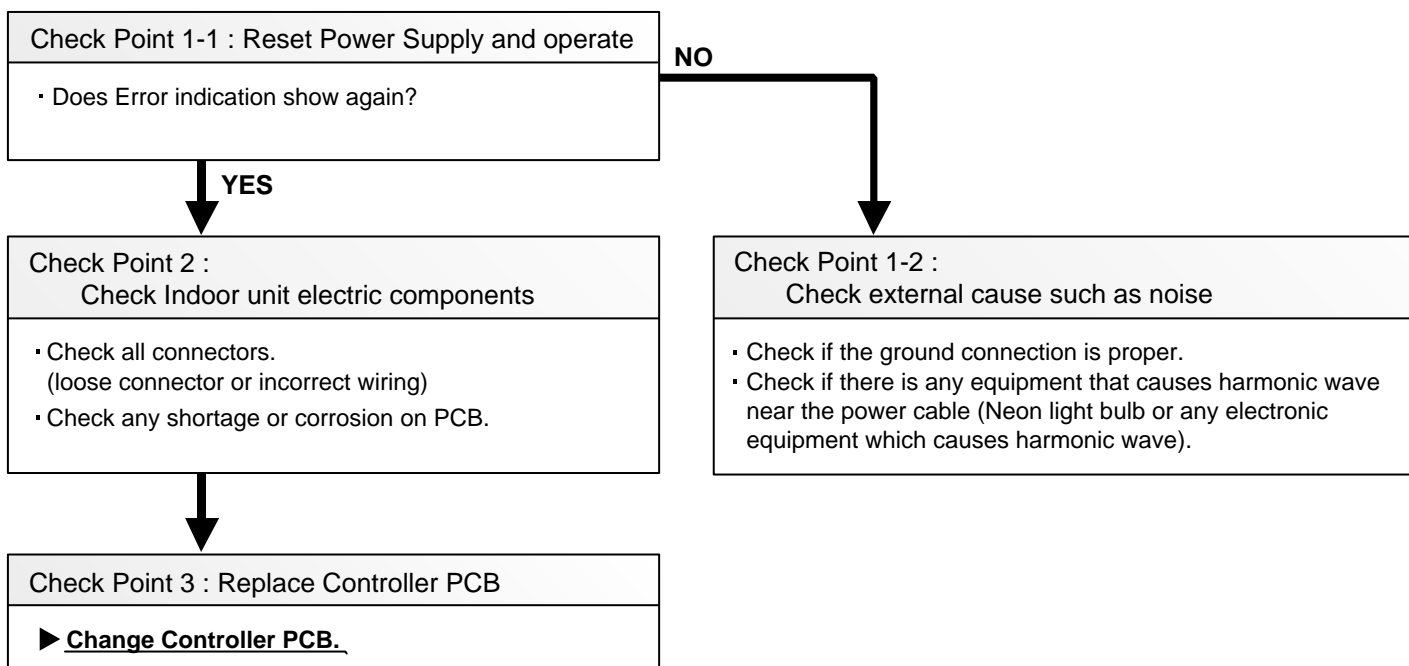 Check Point 1-1 : Reset Power Supply and operate
▪ Does Error indication show again?
NO
YES
Check Point 2 :
Check Indoor unit electric components
▪ Check all connectors.
(loose connector or incorrect wiring)
▪ Check any shortage or corrosion on PCB.
Check Point 1-2 :
Check external cause such as noise
▪ Check if the ground connection is proper.
▪ Check if there is any equipment that causes harmonic wave
near the power cable (Neon light bulb or any electronic
equipment which causes harmonic wave).
Check Point 3 : Replace Controller PCB
▶ Change Controller PCB.